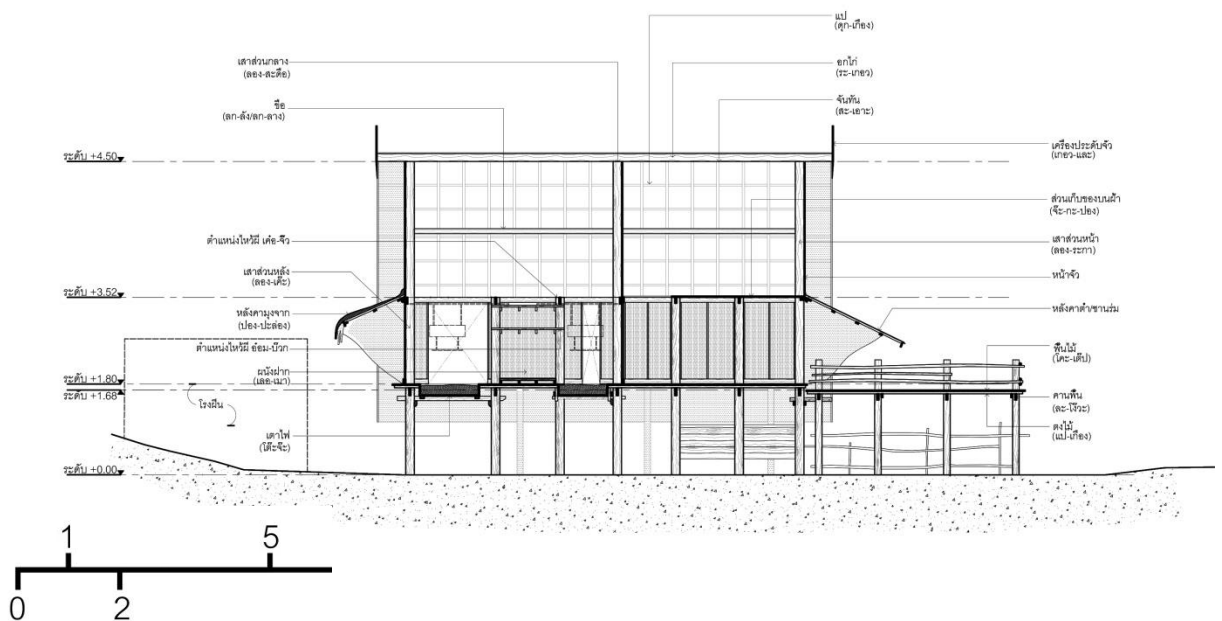 แป
(ดุก-เกือง)
เสาส่วนกลาง
(ลอง-สะดือ)
อกไก่
(ระ-เกอว)
ขื่อ
(ลก-ลัง/ลก-ลาง)
จันทัน
(สะ-เอาะ)
เครื่องประดับจั่ว
(เกอว-และ)
ระดับ +4.50
ส่วนเก็บของบนฝ้า
(จ๊ะ-กะ-ปอง)
ตำแหน่งไหว้ผี เค่อ-จิ๊ว
เสาส่วนหน้า
(ลอง-ระกา)
เสาส่วนหลัง
(ลอง-เค๊ะ)
หน้าจั่ว
ระดับ +3.52
หลังคามุงจาก
(ปอง-ปะล่อง)
หลังคาต่ำ/ชานร่ม
ตำแหน่งไหว้ผี อ่อม-บ๊วก
พื้นไม้
(โคะ-เต๊ป)
ผนังฝาก
(เลอ-เมา)
ระดับ +1.80
ระดับ +1.68
คานพื้น
(ละ-โง๊วะ)
โรงฝืน
ตงไม้
(แป-เกือง)
เตาไฟ
(โต๊ะจ๊ะ)
ระดับ +0.00
1 5
0 2